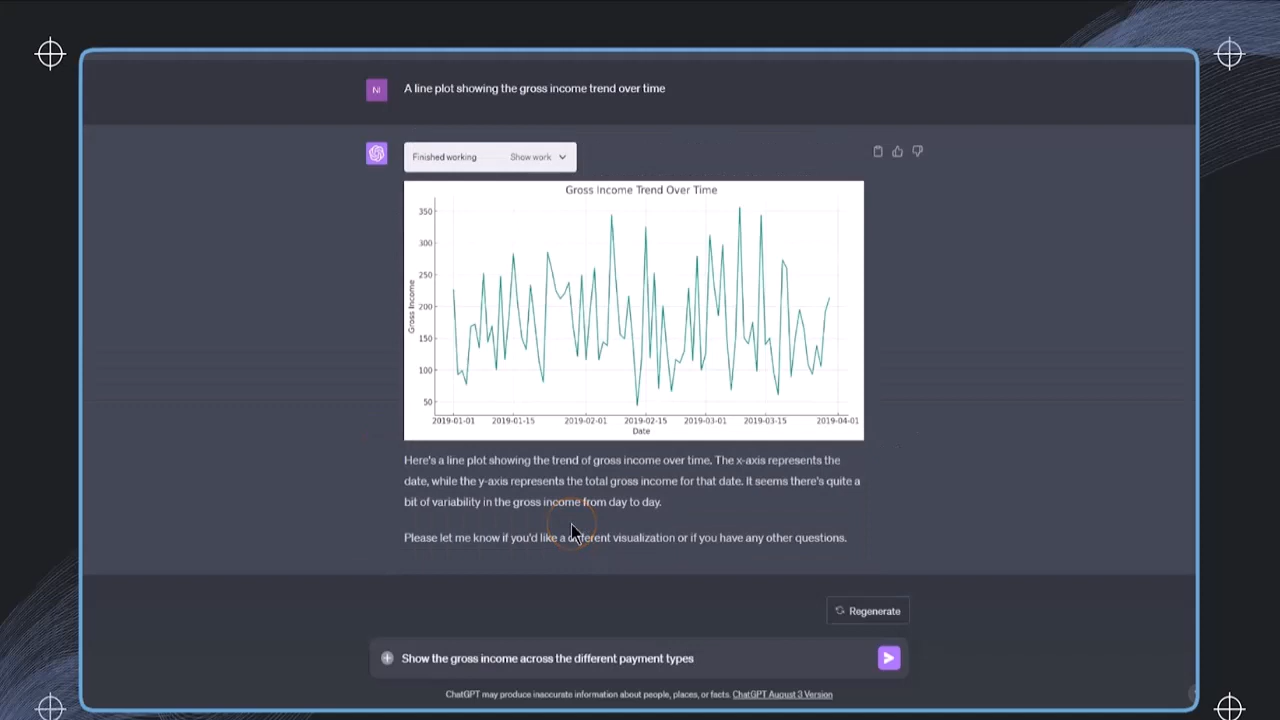 NI
A line plot showing the gross income trend over time
Finished working Show work
Gross Income Trend Over Time
350
300
250
200
150
100
50
Gross Income
2019-01-01 2019-01-15 2019-02-01 2019-02-15 2019-03-01 2019-03-15 2019-04-01
Date
Here's a line plot showing the trend of gross income over time. The x-axis represents the
date, while the y-axis represents the total gross income for that date. It seems there's quite a
bit of variability in the gross income from day to day.
Please let me know if you'd like a different visualization or if you have any other questions.
Regenerate
Show the gross income across the different payment types
ChatGPT may produce inaccurate information about people, places, or facts. ChatGPT August 3 Version